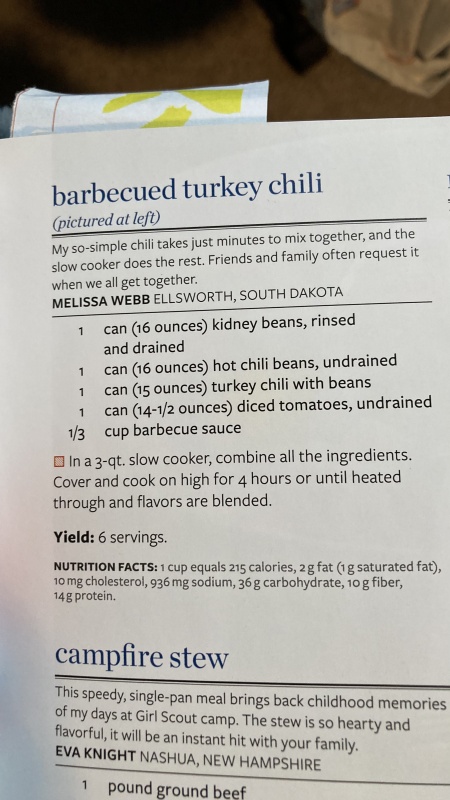 barbecued turkey chili
(pictured at left)
My so-simple chili takes just minutes to mix together, and the
slow cooker does the rest. Friends and family often request it
when we all get together.
MELISSA WEBB ELLSWORTH, SOUTH DAKOTA
1 can (16 ounces) kidney beans, rinsed
and drained
1 can (16 ounces) hot chili beans, undrained
1 can (15 ounces) turkey chili with beans
1 can (14-1/2 ounces) diced tomatoes, undrained
1/3 cup barbecue sauce
In a 3-qt. slow cooker, combine all the ingredients.
Cover and cook on high for 4 hours or until heated
through and flavors are blended.
Yield: 6 servings.
NUTRITION FACTS: 1 cup equals 215 calories, 2 g fat (1 g saturated fat),
10 mg cholesterol, 936 mg sodium, 36 g carbohydrate, 10 g fiber,
14 g protein.
campfire stew
This speedy, single-pan meal brings back childhood memories
of my days at Girl Scout camp. The stew is so hearty and
flavorful, it will be an instant hit with your family.
EVA KNIGHT NASHUA, NEW HAMPSHIRE
1 pound ground beef